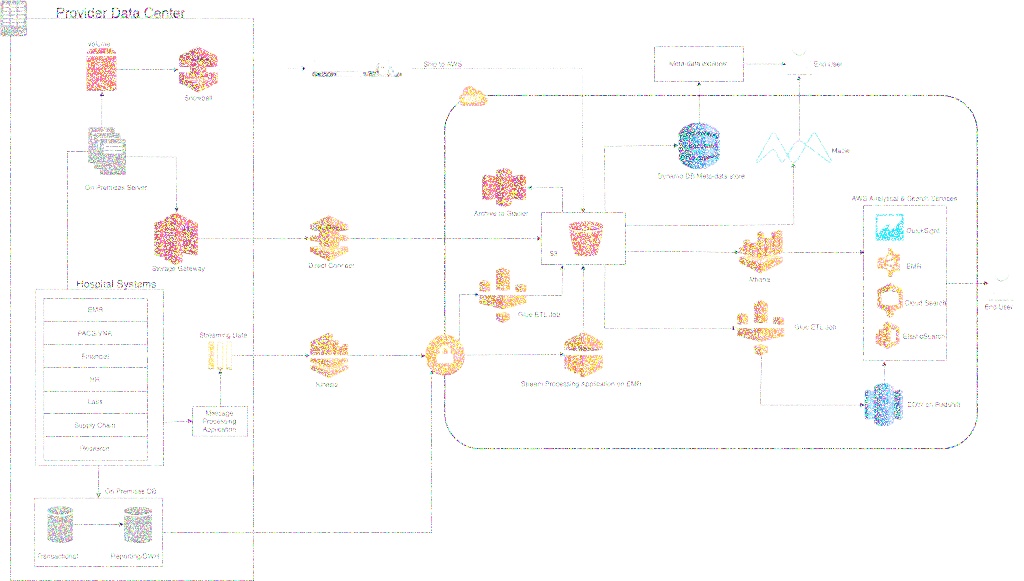 Provider Data Center
Volume
Snowball
Ship to AWS
Meta data explorer
End User
On Premises Server
Dynamo DB Meta-data store
Macie
Archive to Glacier
AWS Analytical & Search Services
QuickSight
Storage Gateway
Direct Connect
S3
Athena
EMR
Hospital Systems
Cloud Search
End User
EMR
Glue ETL Job
PACS/VNA
Streaming Data
Glue ETL Job
ElasticSearch
Financial
HR
Kinesis
Stream Processing Application on EMR
Labs
EDW on Redshift
Message
Processing
Application
Supply Chain
Research
On Premises DB
Transactional
Reporting/DWH